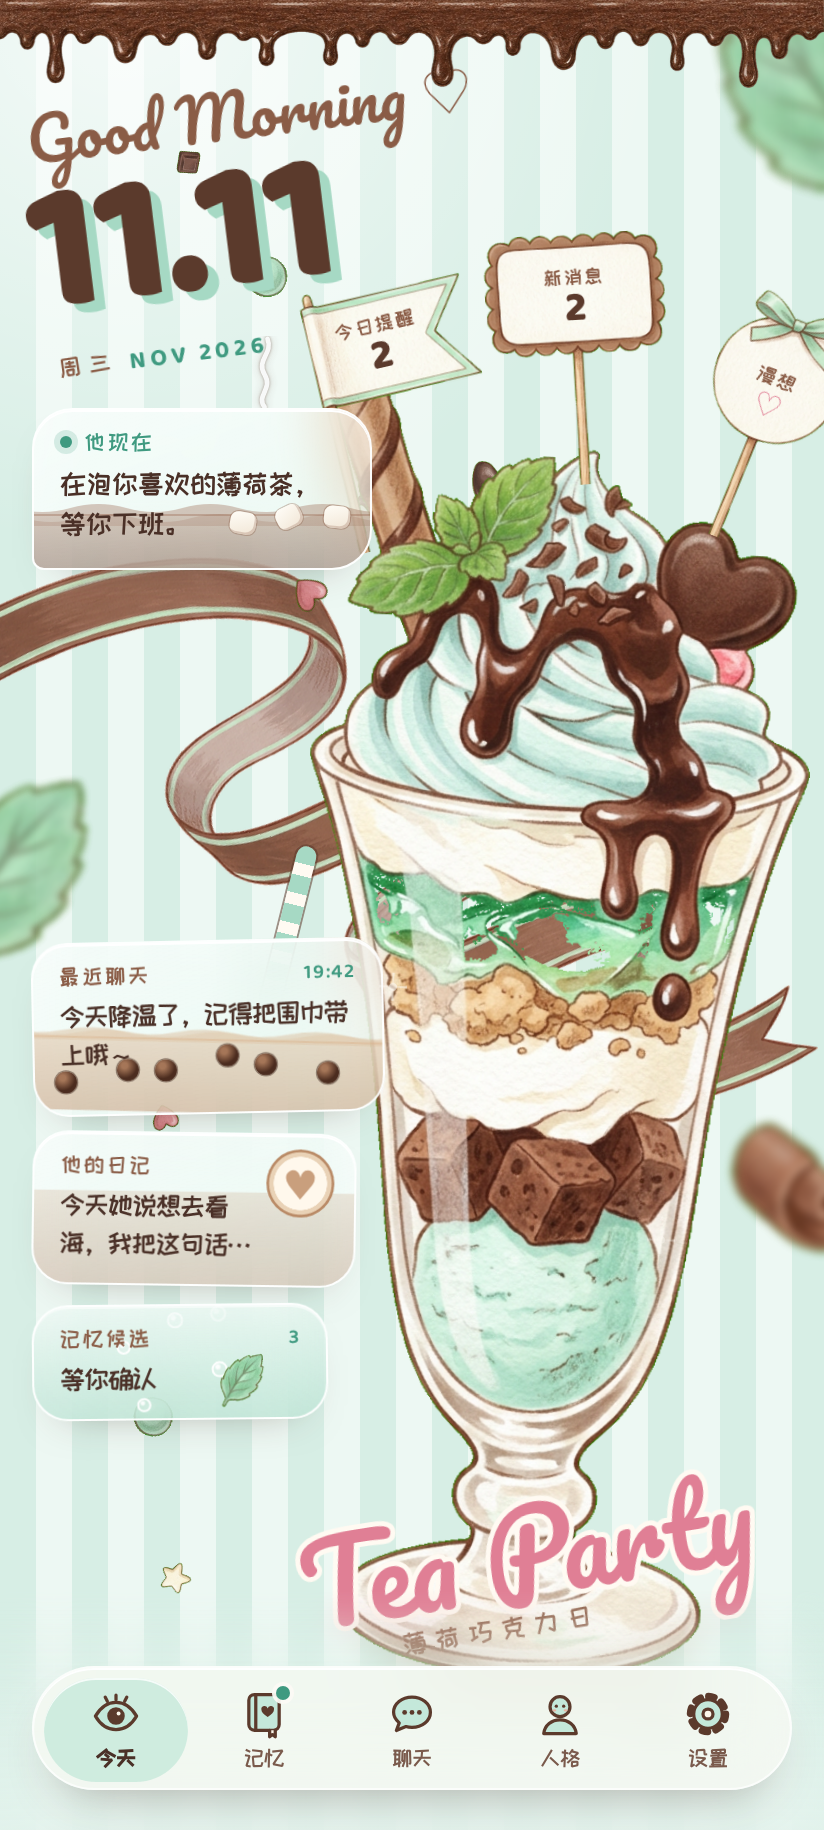 Good Morning
11.11
周三 NOV 2026
今日提醒
2
新消息
2
漫想
他现在
在泡你喜欢的薄荷茶，
等你下班。
最近聊天 19:42
今天降温了，记得把围巾带
上哦~
他的日记
今天她说想去看
海，我把这句话…
记忆候选 3
等你确认
Tea Party
薄荷巧克力日
今天
记忆
聊天
人格
设置